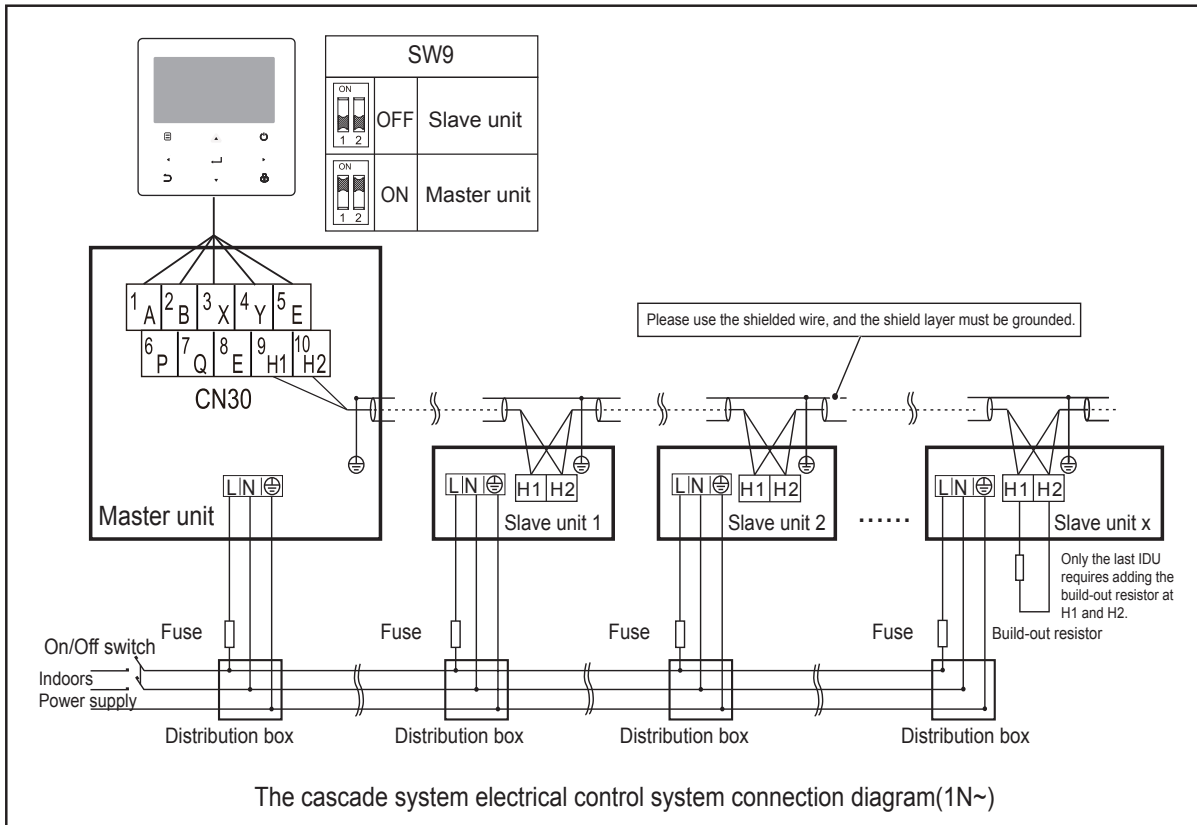 SW9
ON
1 2
OFF
Slave unit
ON
1 2
ON
Master unit
1 A 2 B 3 X 4 Y 5 E
6 P 7 Q 8 E 9 H1 10 H2
CN30
Please use the shielded wire, and the shield layer must be grounded.
L N
Master unit
L N
H1 H2
Slave unit 1
L N
H1 H2
Slave unit 2
......
L N
H1 H2
Slave unit x
Only the last IDU
requires adding the
build-out resistor at
H1 and H2.
Build-out resistor
Fuse
Fuse
Fuse
Fuse
On/Off switch
Indoors
Power supply
Distribution box
Distribution box
Distribution box
Distribution box
The cascade system electrical control system connection diagram(1N~)